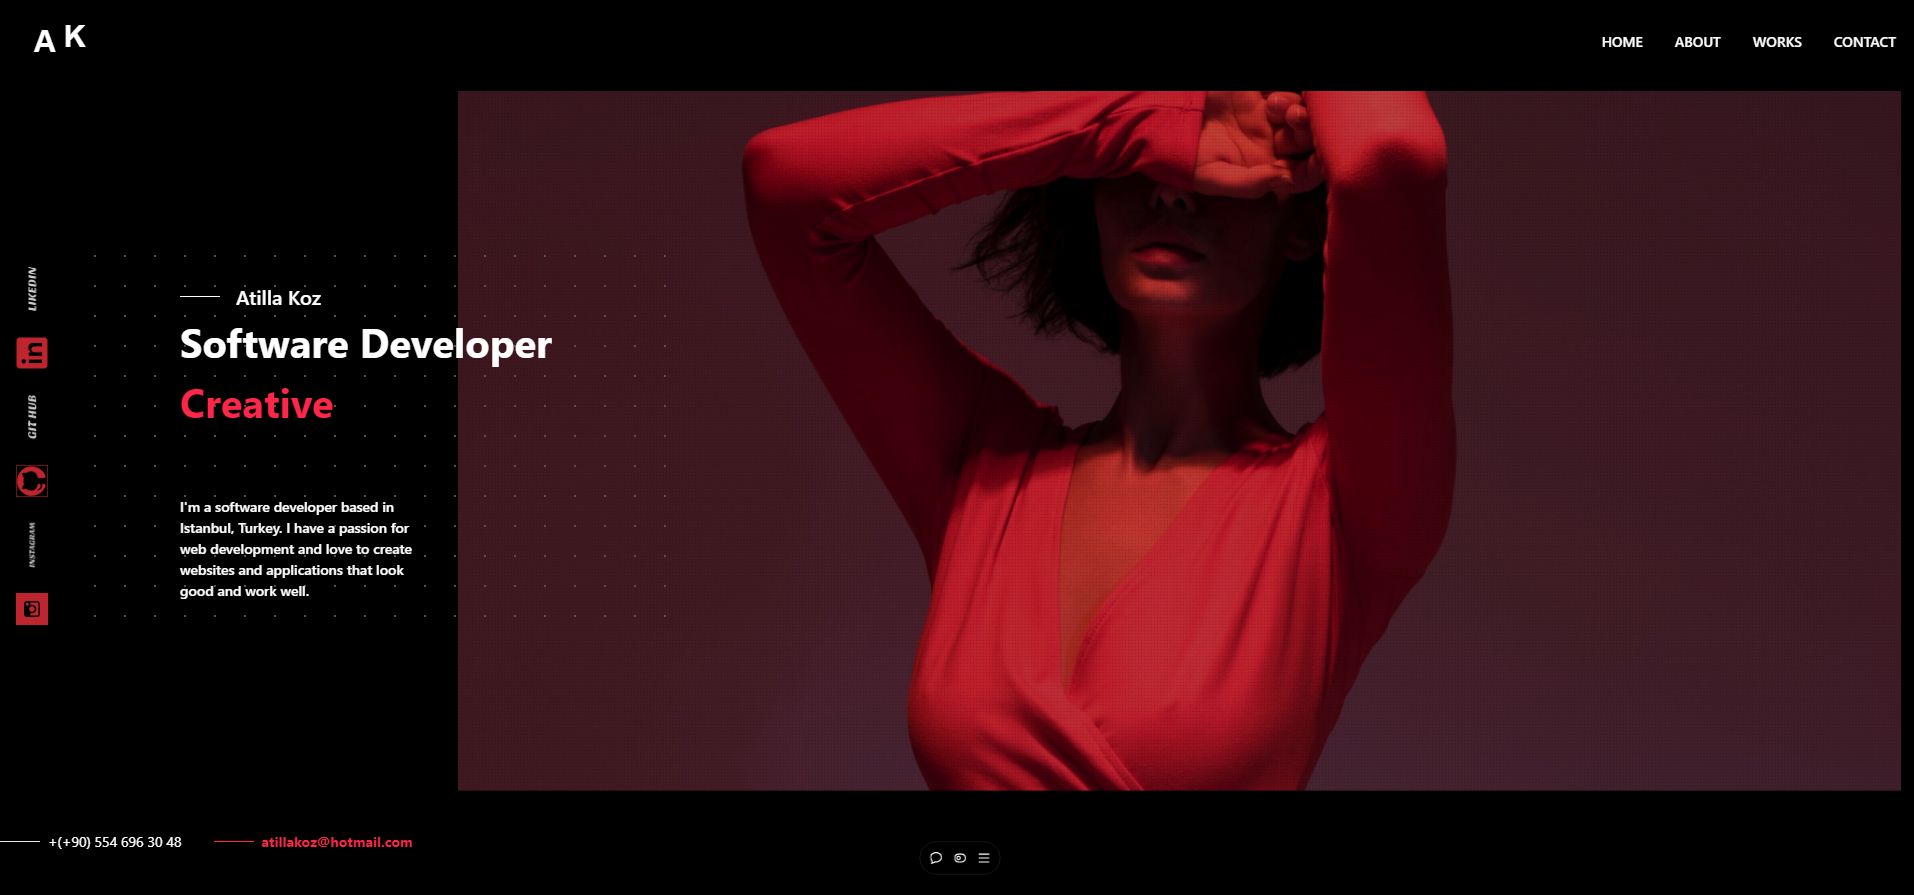 A K
HOME ABOUT WORKS CONTACT
LIKEDIN
GIT HUB
INSTAGRAM
Atilla Koz
Software Developer
Creative
I'm a software developer based in
Istanbul, Turkey. I have a passion for
web development and love to create
websites and applications that look
good and work well.
+(+90) 554 696 30 48 atillakoz@hotmail.com